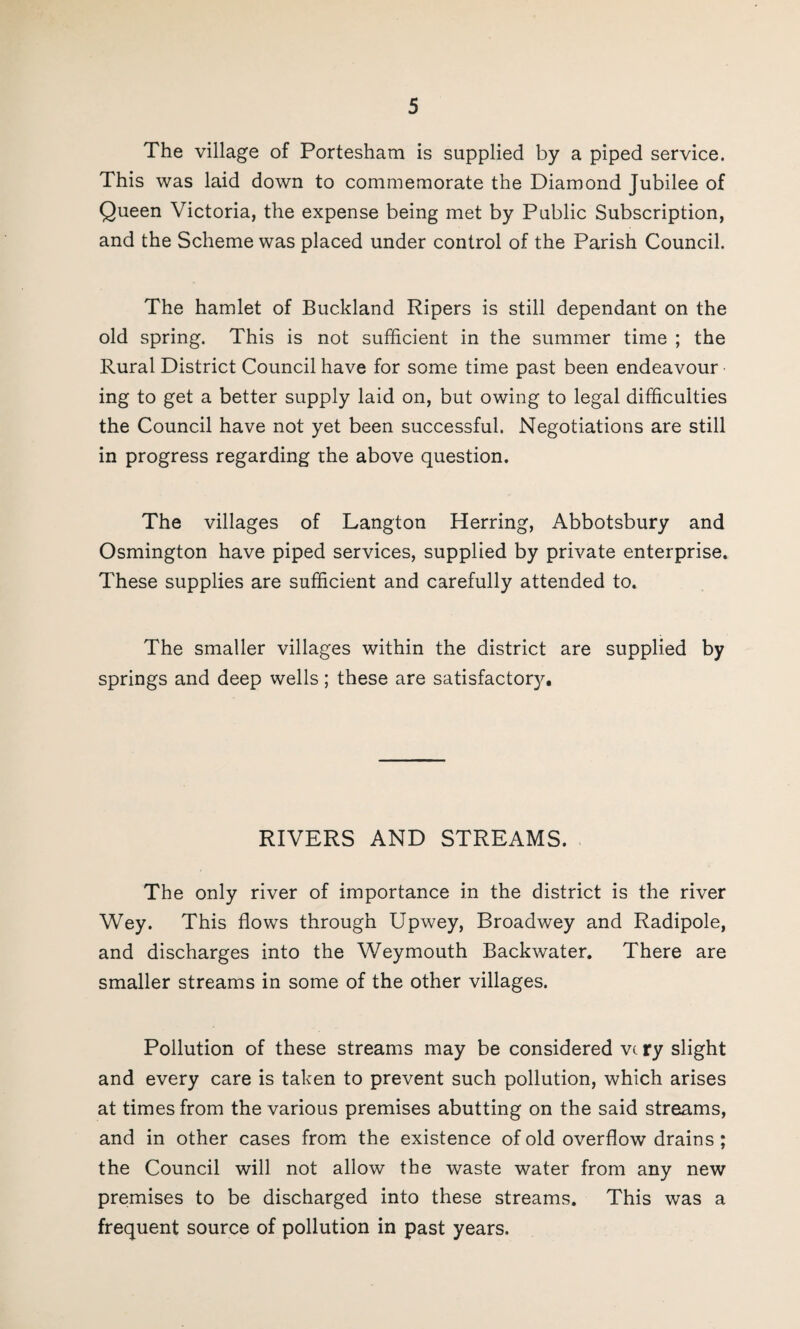 5
The village of Portesham is supplied by a piped service.
This was laid down to commemorate the Diamond Jubilee of
Queen Victoria, the expense being met by Public Subscription,
and the Scheme was placed under control of the Parish Council.
The hamlet of Buckland Ripers is still dependant on the
old spring. This is not sufficient in the summer time ; the
Rural District Council have for some time past been endeavour
ing to get a better supply laid on, but owing to legal difficulties
the Council have not yet been successful. Negotiations are still
in progress regarding the above question.
The villages of Langton Herring, Abbotsbury and
Osmington have piped services, supplied by private enterprise.
These supplies are sufficient and carefully attended to.
The smaller villages within the district are supplied by
springs and deep wells ; these are satisfactory.
RIVERS AND STREAMS.
The only river of importance in the district is the river
Wey. This flows through Upwey, Broadwey and Radipole,
and discharges into the Weymouth Backwater. There are
smaller streams in some of the other villages.
Pollution of these streams may be considered very slight
and every care is taken to prevent such pollution, which arises
at times from the various premises abutting on the said streams,
and in other cases from the existence of old overflow drains ;
the Council will not allow the waste water from any new
premises to be discharged into these streams. This was a
frequent source of pollution in past years.